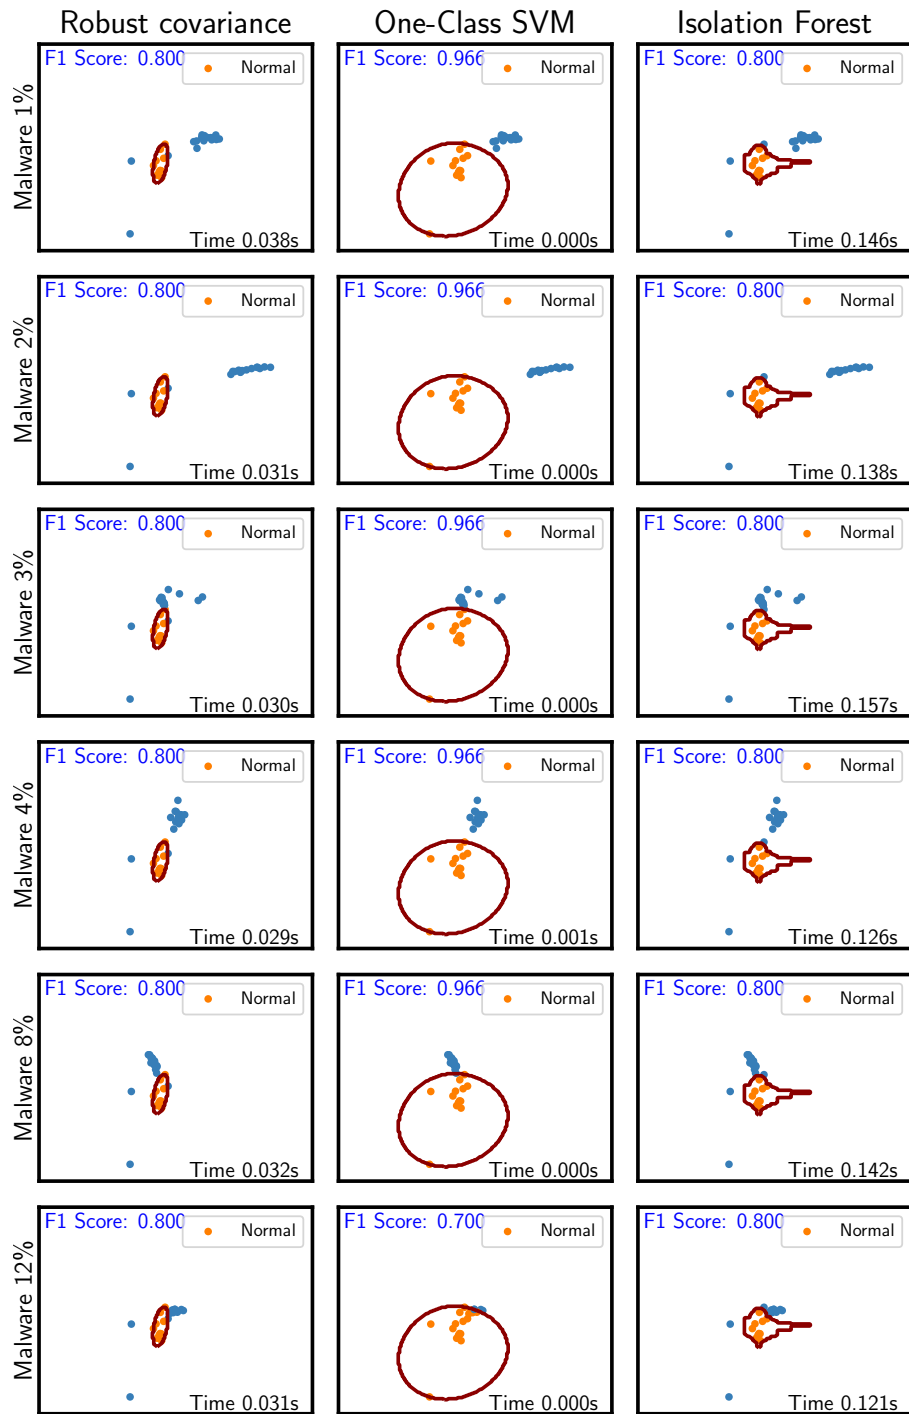 Robust covariance One-Class SVM Isolation Forest
Malware 1%
F1 Score: 0.800 Normal Time 0.038s
F1 Score: 0.966 Normal Time 0.000s
F1 Score: 0.800 Normal Time 0.146s
Malware 2%
F1 Score: 0.800 Normal Time 0.031s
F1 Score: 0.966 Normal Time 0.000s
F1 Score: 0.800 Normal Time 0.138s
Malware 3%
F1 Score: 0.800 Normal Time 0.030s
F1 Score: 0.966 Normal Time 0.000s
F1 Score: 0.800 Normal Time 0.157s
Malware 4%
F1 Score: 0.800 Normal Time 0.029s
F1 Score: 0.966 Normal Time 0.001s
F1 Score: 0.800 Normal Time 0.126s
Malware 8%
F1 Score: 0.800 Normal Time 0.032s
F1 Score: 0.966 Normal Time 0.000s
F1 Score: 0.800 Normal Time 0.142s
Malware 12%
F1 Score: 0.800 Normal Time 0.031s
F1 Score: 0.700 Normal Time 0.000s
F1 Score: 0.800 Normal Time 0.121s